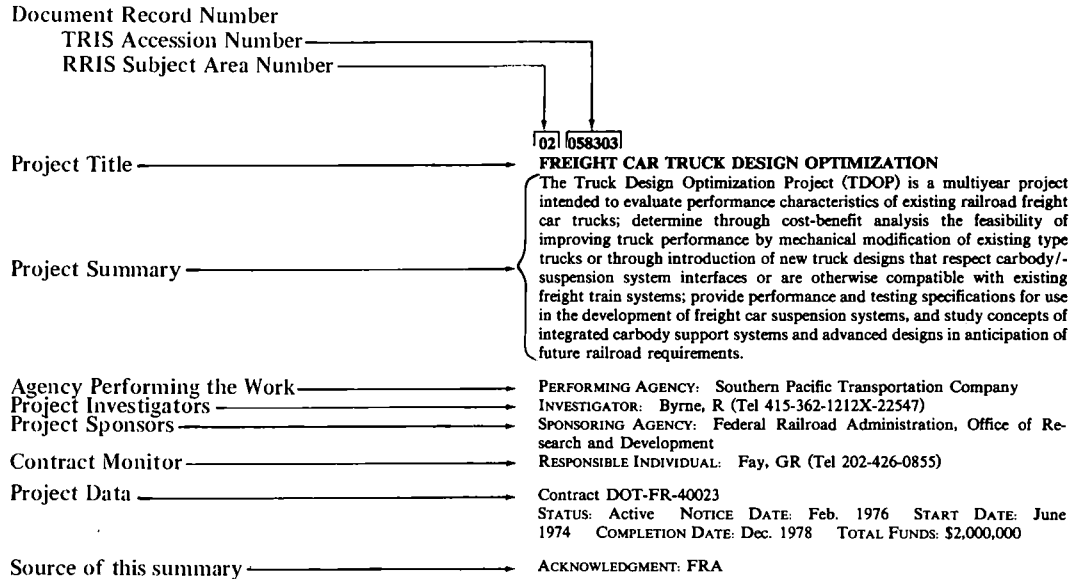 Document Record Number
TRIS Accession Number
RRIS Subject Area Number
02 058303
Project Title
FREIGHT CAR TRUCK DESIGN OPTIMIZATION
Project Summary
The Truck Design Optimization Project (TDOP) is a multiyear project
intended to evaluate performance characteristics of existing railroad freight
car trucks; determine through cost-benefit analysis the feasibility of
improving truck performance by mechanical modification of existing type
trucks or through introduction of new truck designs that respect carbody/-
suspension system interfaces or are otherwise compatible with existing
freight train systems; provide performance and testing specifications for use
in the development of freight car suspension systems, and study concepts of
integrated carbody support systems and advanced designs in anticipation of
future railroad requirements.
Agency Performing the Work
PERFORMING AGENCY: Southern Pacific Transportation Company
Project Investigators
INVESTIGATOR: Byrne, R (Tel 415-362-1212X-22547)
Project Sponsors
SPONSORING AGENCY: Federal Railroad Administration, Office of Re-
search and Development
Contract Monitor
RESPONSIBLE INDIVIDUAL: Fay, GR (Tel 202-426-0855)
Project Data
Contract DOT-FR-40023
STATUS: Active NOTICE DATE: Feb. 1976 START DATE: June
1974 COMPLETION DATE: Dec. 1978 TOTAL FUNDS: $2,000,000
Source of this summary
ACKNOWLEDGMENT: FRA